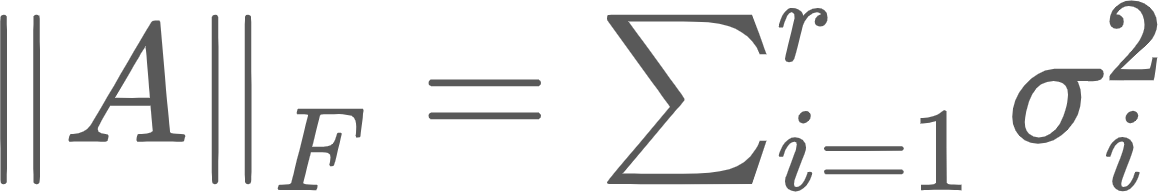 ‖A‖_F = ∑_{i=1}^{r} σ_i^2